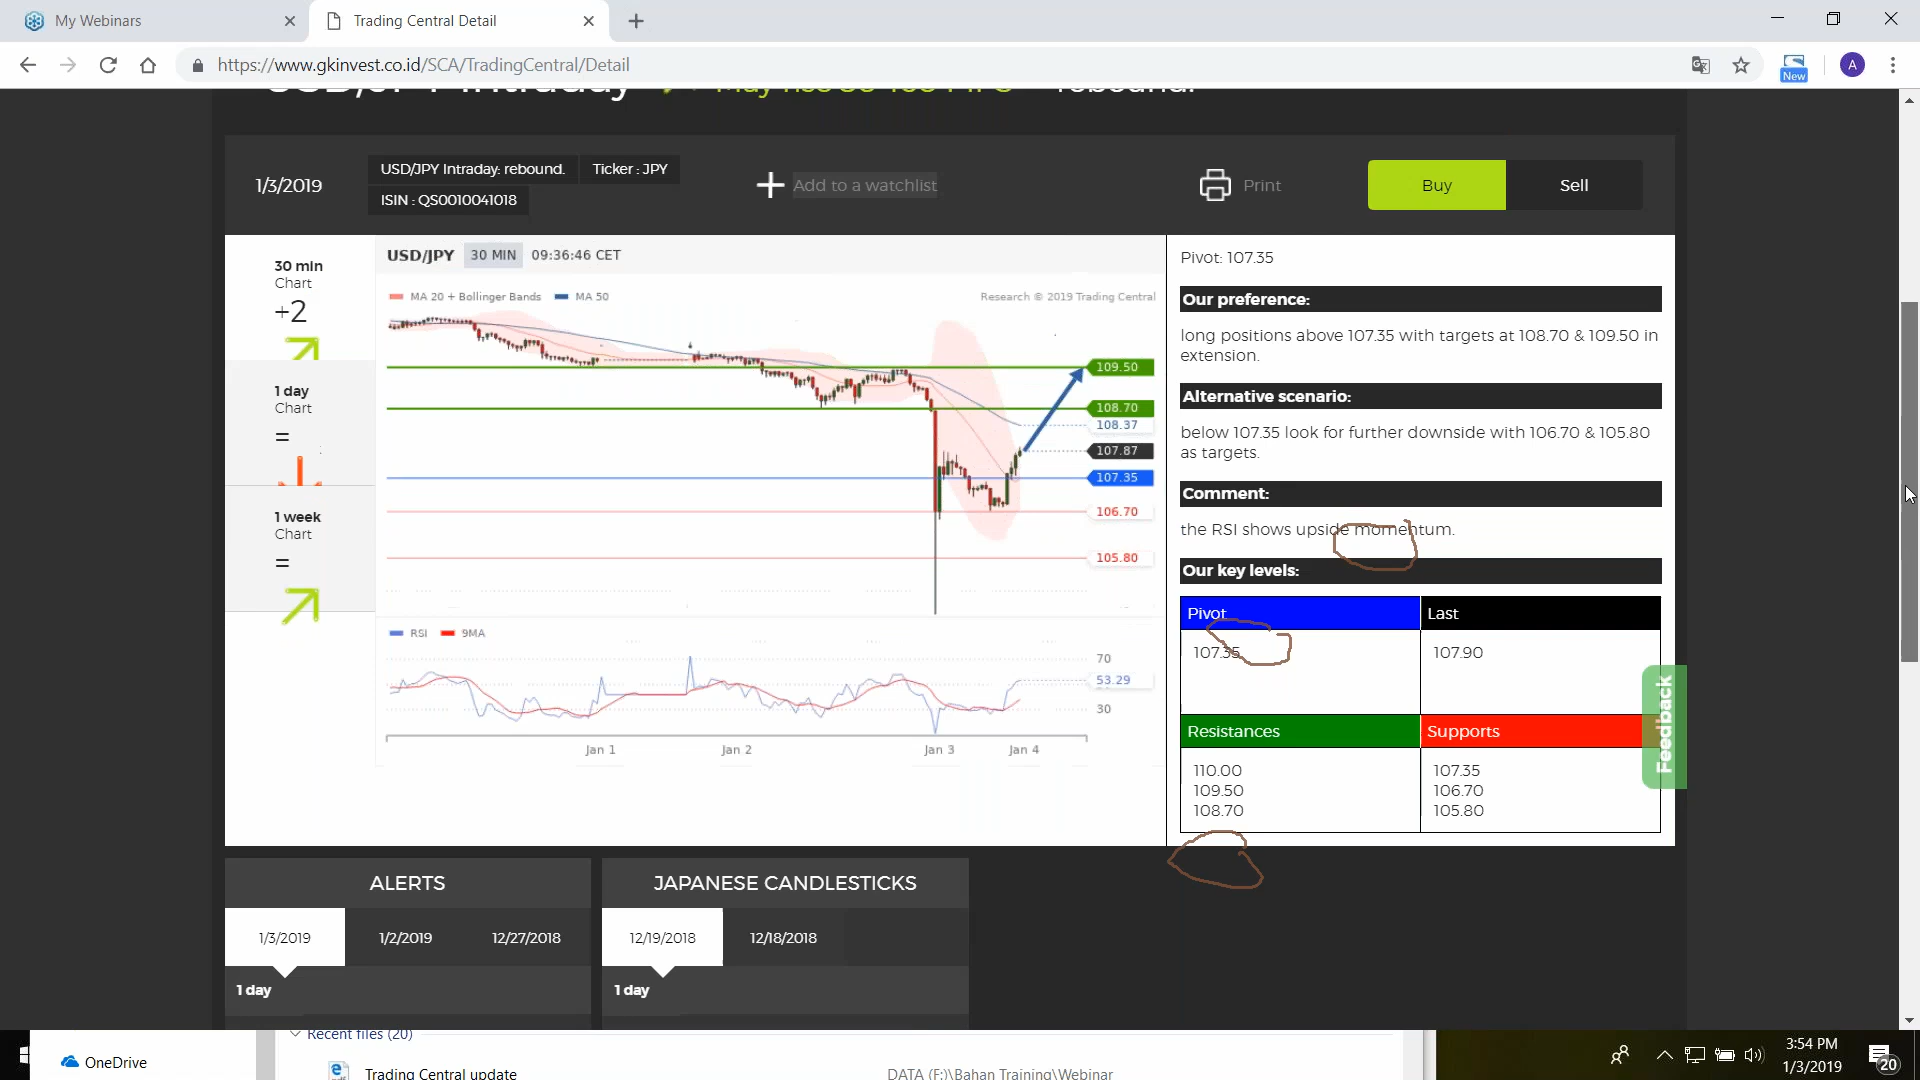 My Webinars
Trading Central Detail
https://www.gkinvest.co.id/SCA/TradingCentral/Detail
New
A
USD/JPY Intraday
May rise 80-100 PIPS
rebound.
1/3/2019
USD/JPY Intraday: rebound.
Ticker : JPY
ISIN : QS0010041018
Add to a watchlist
Print
Buy
Sell
30 min
Chart
+2
1 day
Chart
=
1 week
Chart
=
USD/JPY 30 MIN 09:36:46 CET
MA 20 + Bollinger Bands MA 50
Research © 2019 Trading Central
109.50
108.70
108.37
107.87
107.35
106.70
105.80
RSI 9MA
70
53.29
30
Jan 1 Jan 2 Jan 3 Jan 4
Pivot: 107.35
Our preference:
long positions above 107.35 with targets at 108.70 & 109.50 in
extension.
Alternative scenario:
below 107.35 look for further downside with 106.70 & 105.80
as targets.
Comment:
the RSI shows upside momentum.
Our key levels:
Pivot Last
107.35 107.90
Resistances Supports
110.00 107.35
109.50 106.70
108.70 105.80
Feedback
ALERTS
1/3/2019 1/2/2019 12/27/2018
1 day
JAPANESE CANDLESTICKS
12/19/2018 12/18/2018
1 day
Recent files (20)
OneDrive
Trading Central update
DATA (F:)\Bahan Training\Webinar
3:54 PM
1/3/2019
20